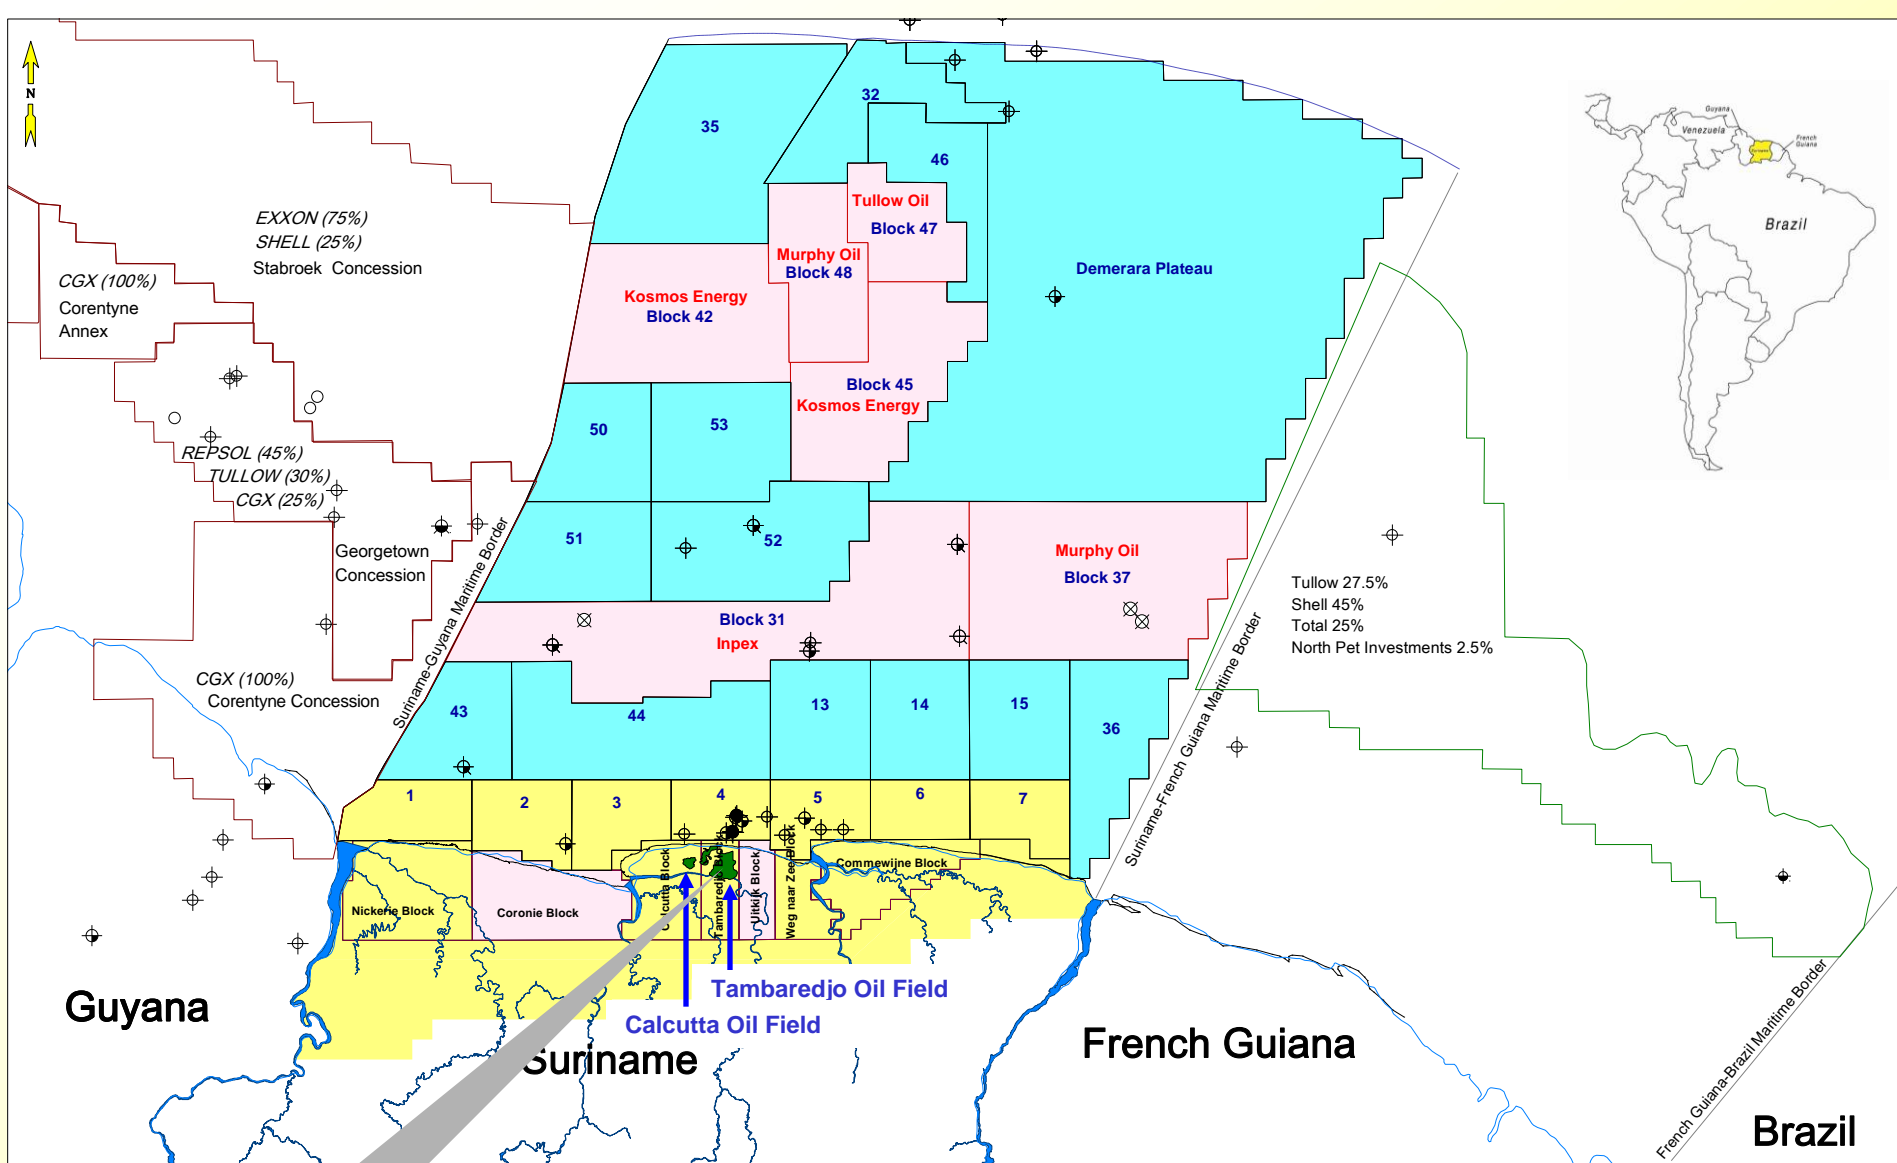 N
35
32
46
Tullow Oil
Block 47
Murphy Oil
Block 48
Kosmos Energy
Block 42
Demerara Plateau
Block 45
Kosmos Energy
50
53
51
52
Murphy Oil
Block 37
Block 31
Inpex
43
44
13
14
15
36
1
2
3
4
5
6
7
EXXON (75%)
SHELL (25%)
Stabroek Concession
CGX (100%)
Corentyne
Annex
REPSOL (45%)
TULLOW (30%)
CGX (25%)
Georgetown
Concession
CGX (100%)
Corentyne Concession
Suriname-Guyana Maritime Border
Tullow 27.5%
Shell 45%
Total 25%
North Pet Investments 2.5%
Suriname-French Guiana Maritime Border
French Guiana-Brazil Maritime Border
Nickerie Block
Coronie Block
Calcutta Block
Tambaredjo Block
Uitkijk Block
Weg naar Zee Block
Commewijne Block
Tambaredjo Oil Field
Calcutta Oil Field
Guyana
Suriname
French Guiana
Brazil
Guyana
Venezuela
French
Guiana
Brazil